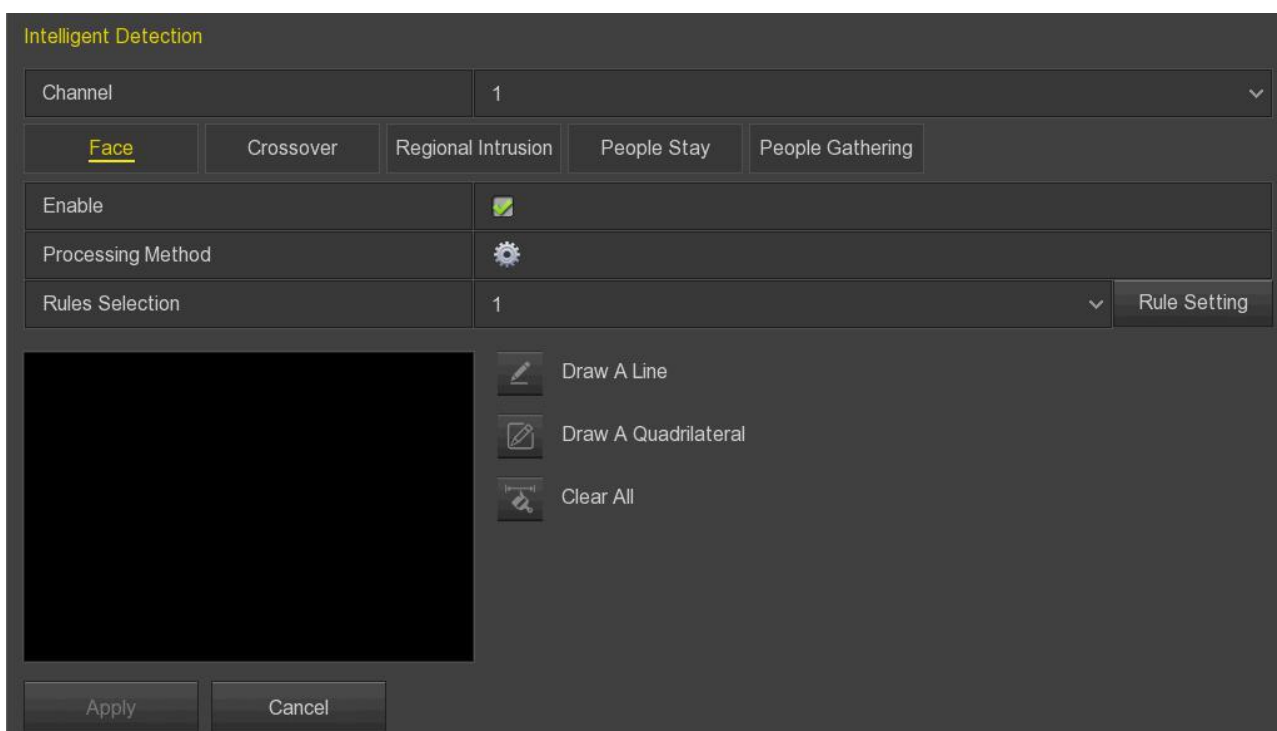 Intelligent Detection
Channel 1
Face Crossover Regional Intrusion People Stay People Gathering
Enable
Processing Method
Rules Selection 1 Rule Setting
Draw A Line
Draw A Quadrilateral
Clear All
Apply Cancel